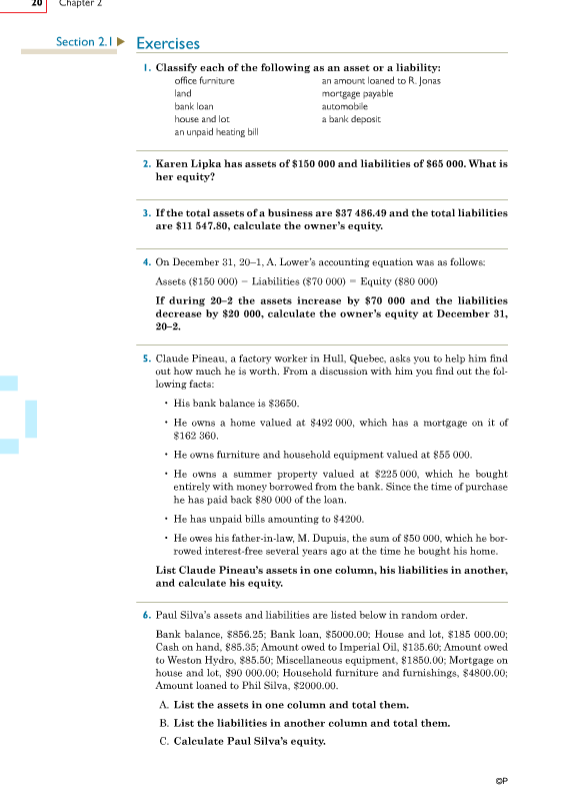 20 Chapter 2
Section 2.1 ▶ Exercises
1. Classify each of the following as an asset or a liability:
office furniture
land
bank loan
house and lot
an unpaid heating bill
an amount loaned to R. Jonas
mortgage payable
automobile
a bank deposit
2. Karen Lipka has assets of $150 000 and liabilities of $65 000. What is
her equity?
3. If the total assets of a business are $37 486.49 and the total liabilities
are $11 547.80, calculate the owner's equity.
4. On December 31, 20–1, A. Lower's accounting equation was as follows:
Assets ($150 000) – Liabilities ($70 000) = Equity ($80 000)
If during 20–2 the assets increase by $70 000 and the liabilities
decrease by $20 000, calculate the owner's equity at December 31,
20–2.
5. Claude Pineau, a factory worker in Hull, Quebec, asks you to help him find
out how much he is worth. From a discussion with him you find out the fol-
lowing facts:
• His bank balance is $3650.
• He owns a home valued at $492 000, which has a mortgage on it of
$162 360.
• He owns furniture and household equipment valued at $55 000.
• He owns a summer property valued at $225 000, which he bought
entirely with money borrowed from the bank. Since the time of purchase
he has paid back $80 000 of the loan.
• He has unpaid bills amounting to $4200.
• He owes his father-in-law, M. Dupuis, the sum of $50 000, which he bor-
rowed interest-free several years ago at the time he bought his home.
List Claude Pineau's assets in one column, his liabilities in another,
and calculate his equity.
6. Paul Silva's assets and liabilities are listed below in random order.
Bank balance, $856.25; Bank loan, $5000.00; House and lot, $185 000.00;
Cash on hand, $85.35; Amount owed to Imperial Oil, $135.60; Amount owed
to Weston Hydro, $85.50; Miscellaneous equipment, $1850.00; Mortgage on
house and lot, $90 000.00; Household furniture and furnishings, $4800.00;
Amount loaned to Phil Silva, $2000.00.
A. List the assets in one column and total them.
B. List the liabilities in another column and total them.
C. Calculate Paul Silva's equity.
©P